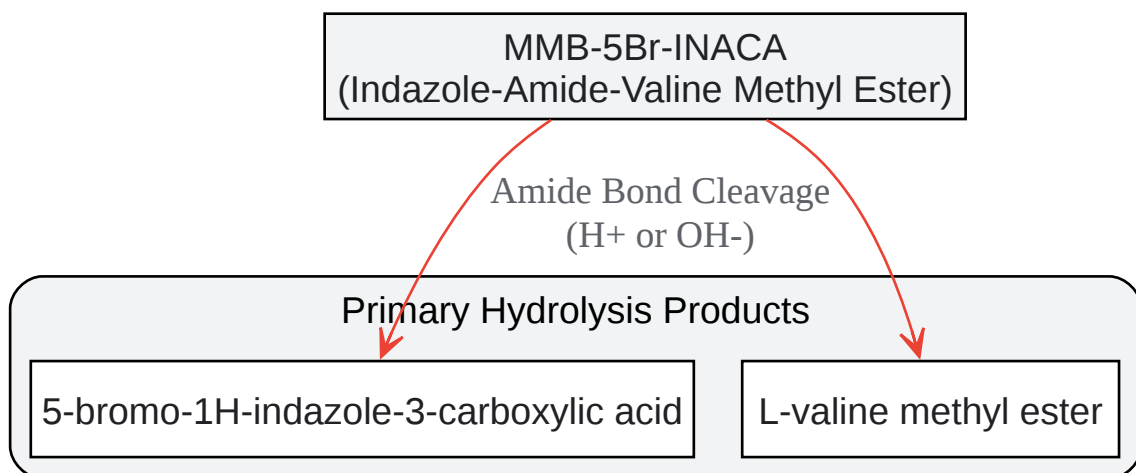 MMB-5Br-INACA
(Indazole-Amide-Valine Methyl Ester)
Amide Bond Cleavage
(H+ or OH-)
Primary Hydrolysis Products
5-bromo-1H-indazole-3-carboxylic acid
L-valine methyl ester